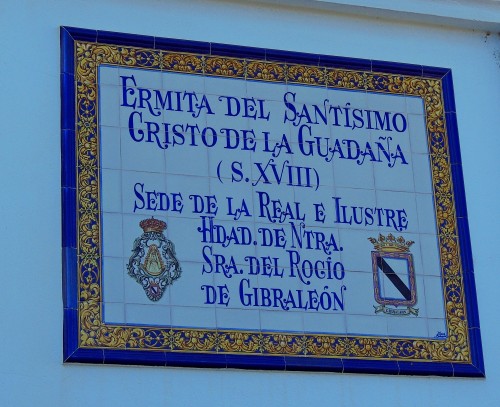 Ermita del Santísimo
Cristo de la Guadaña
( S. XVIII )
Sede de la Real e Ilustre
Hdad. de Ntra.
Sra. del Rocío
de Gibraleón